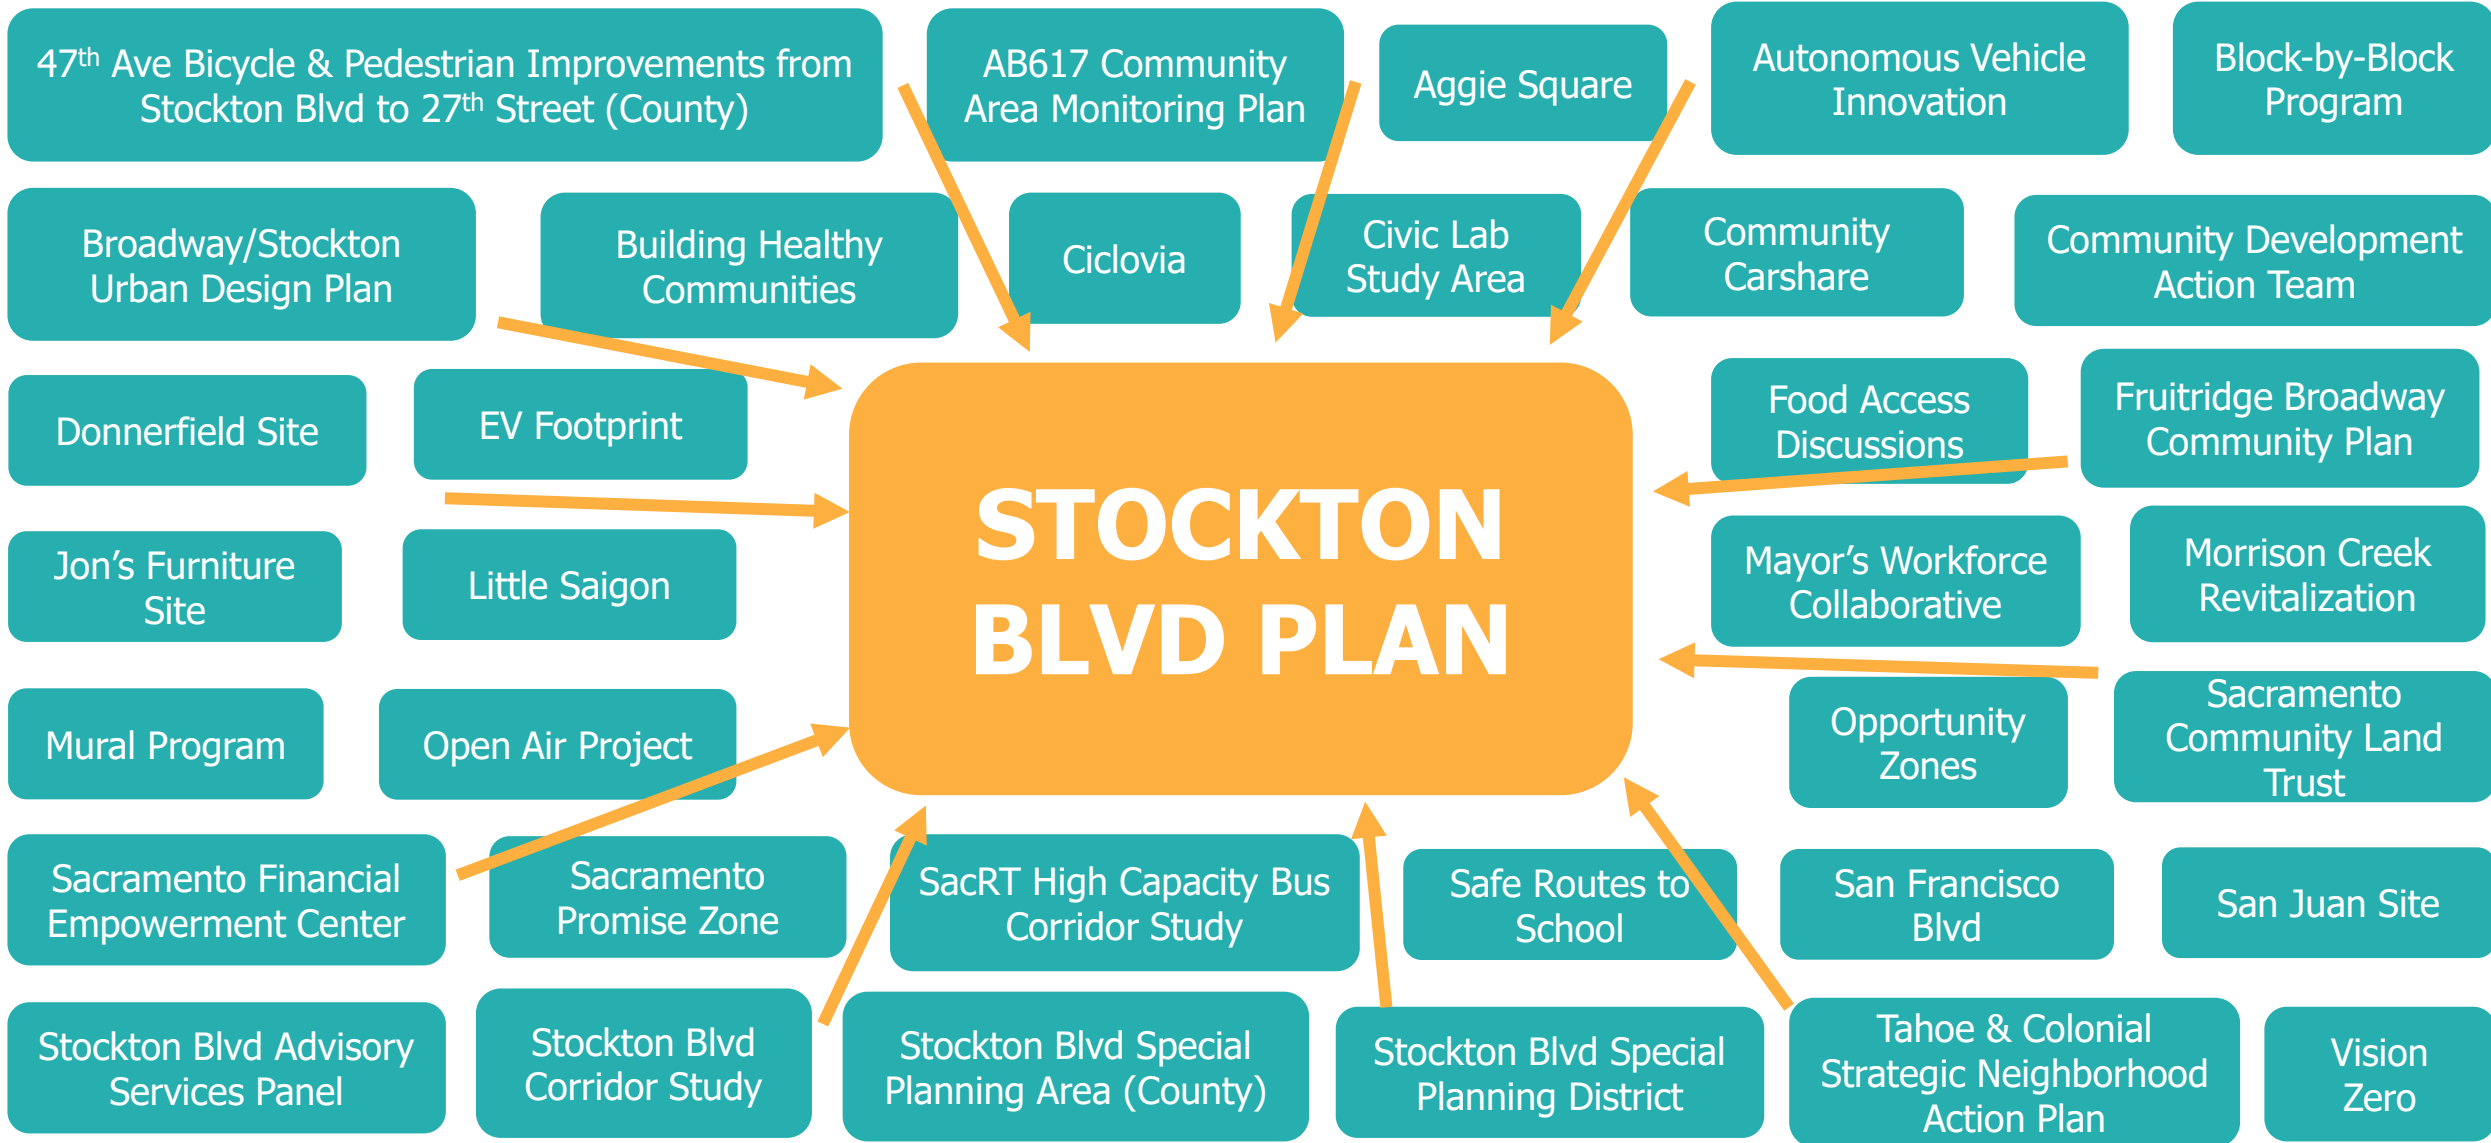 47th Ave Bicycle & Pedestrian Improvements from
Stockton Blvd to 27th Street (County)
AB617 Community
Area Monitoring Plan
Aggie Square
Autonomous Vehicle
Innovation
Block-by-Block
Program
Broadway/Stockton
Urban Design Plan
Building Healthy
Communities
Ciclovia
Civic Lab
Study Area
Community
Carshare
Community Development
Action Team
Donnerfield Site
EV Footprint
Food Access
Discussions
Fruitridge Broadway
Community Plan
STOCKTON
BLVD PLAN
Jon’s Furniture
Site
Little Saigon
Mayor’s Workforce
Collaborative
Morrison Creek
Revitalization
Mural Program
Open Air Project
Opportunity
Zones
Sacramento
Community Land
Trust
Sacramento Financial
Empowerment Center
Sacramento
Promise Zone
SacRT High Capacity Bus
Corridor Study
Safe Routes to
School
San Francisco
Blvd
San Juan Site
Stockton Blvd Advisory
Services Panel
Stockton Blvd
Corridor Study
Stockton Blvd Special
Planning Area (County)
Stockton Blvd Special
Planning District
Tahoe & Colonial
Strategic Neighborhood
Action Plan
Vision
Zero